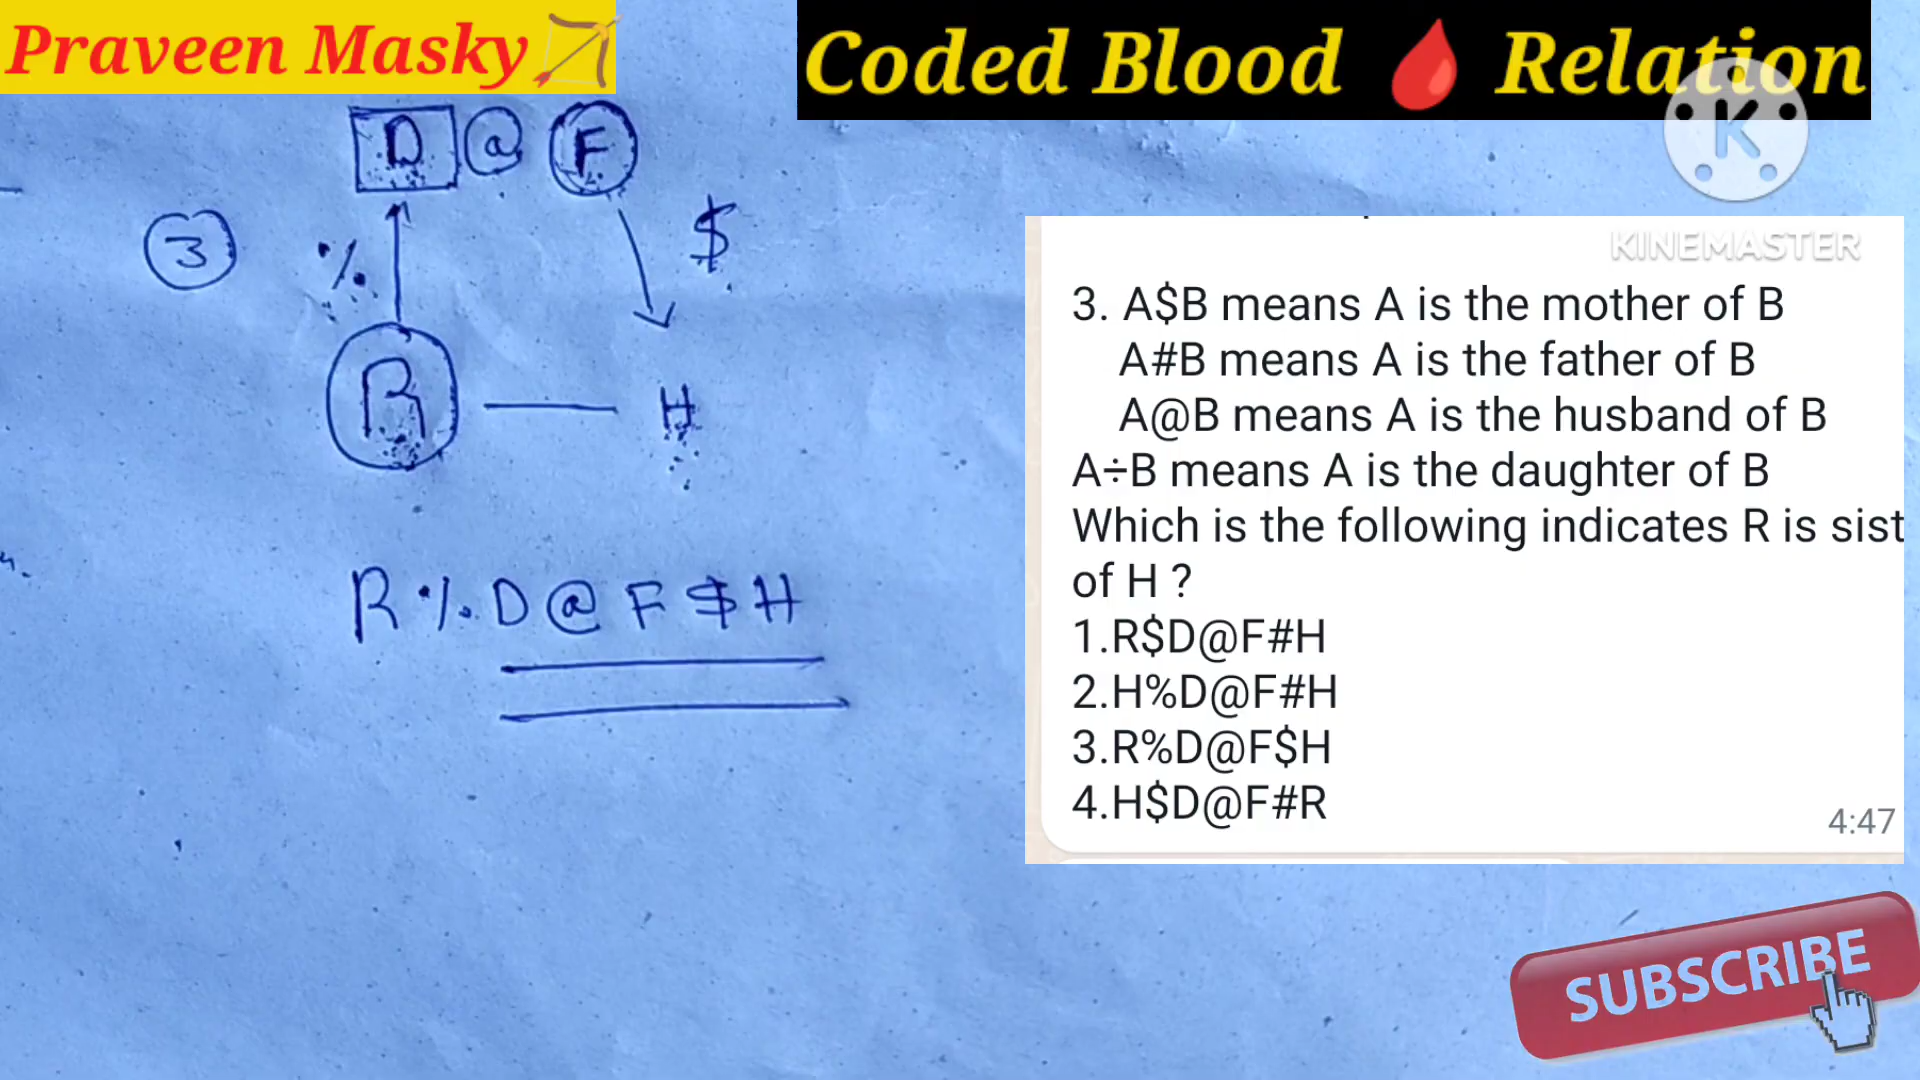 Praveen Masky
Coded Blood Relation
K
KINEMASTER
D @ F
3 % $
R H
R % D @ F $ H
3. A$B means A is the mother of B
A#B means A is the father of B
A@B means A is the husband of B
A÷B means A is the daughter of B
Which is the following indicates R is sist
of H ?
1.R$D@F#H
2.H%D@F#H
3.R%D@F$H
4.H$D@F#R
4:47
SUBSCRIBE